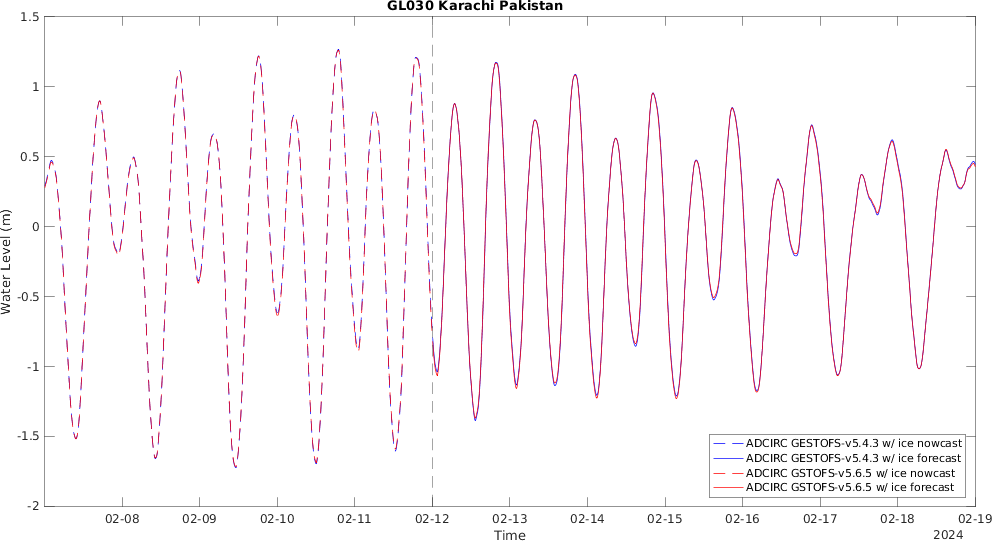 GL030 Karachi Pakistan
1.5
1
0.5
0
-0.5
-1
-1.5
-2
Water Level (m)
ADCIRC GESTOFS-v5.4.3 w/ ice nowcast
ADCIRC GESTOFS-v5.4.3 w/ ice forecast
ADCIRC GSTOFS-v5.6.5 w/ ice nowcast
ADCIRC GSTOFS-v5.6.5 w/ ice forecast
02-08 02-09 02-10 02-11 02-12 02-13 02-14 02-15 02-16 02-17 02-18 02-19
Time
2024